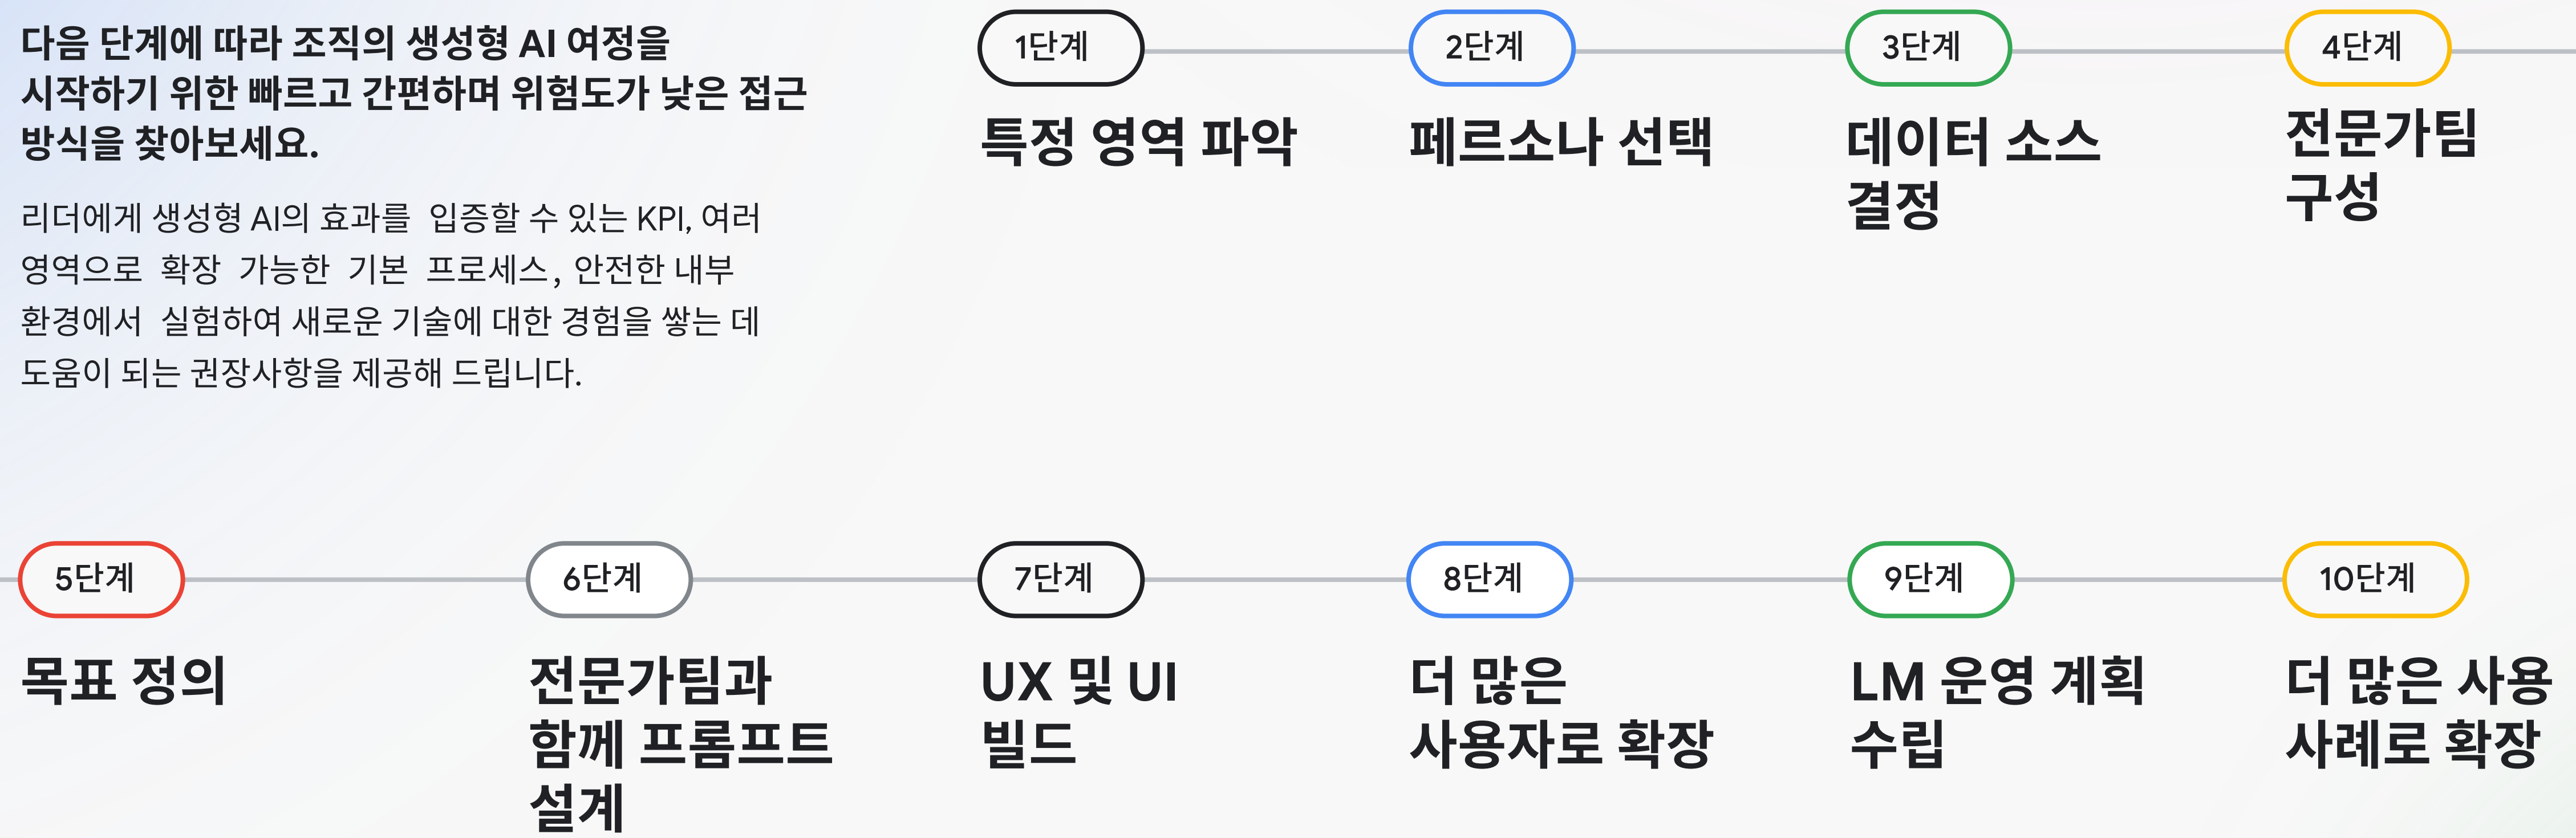 다음 단계에 따라 조직의 생성형 AI 여정을
시작하기 위한 빠르고 간편하며 위험도가 낮은 접근
방식을 찾아보세요.
리더에게 생성형 AI의 효과를 입증할 수 있는 KPI, 여러
영역으로 확장 가능한 기본 프로세스, 안전한 내부
환경에서 실험하여 새로운 기술에 대한 경험을 쌓는 데
도움이 되는 권장사항을 제공해 드립니다.
1단계
특정 영역 파악
2단계
페르소나 선택
3단계
데이터 소스
결정
4단계
전문가팀
구성
5단계
목표 정의
6단계
전문가팀과
함께 프롬프트
설계
7단계
UX 및 UI
빌드
8단계
더 많은
사용자로 확장
9단계
LM 운영 계획
수립
10단계
더 많은 사용
사례로 확장